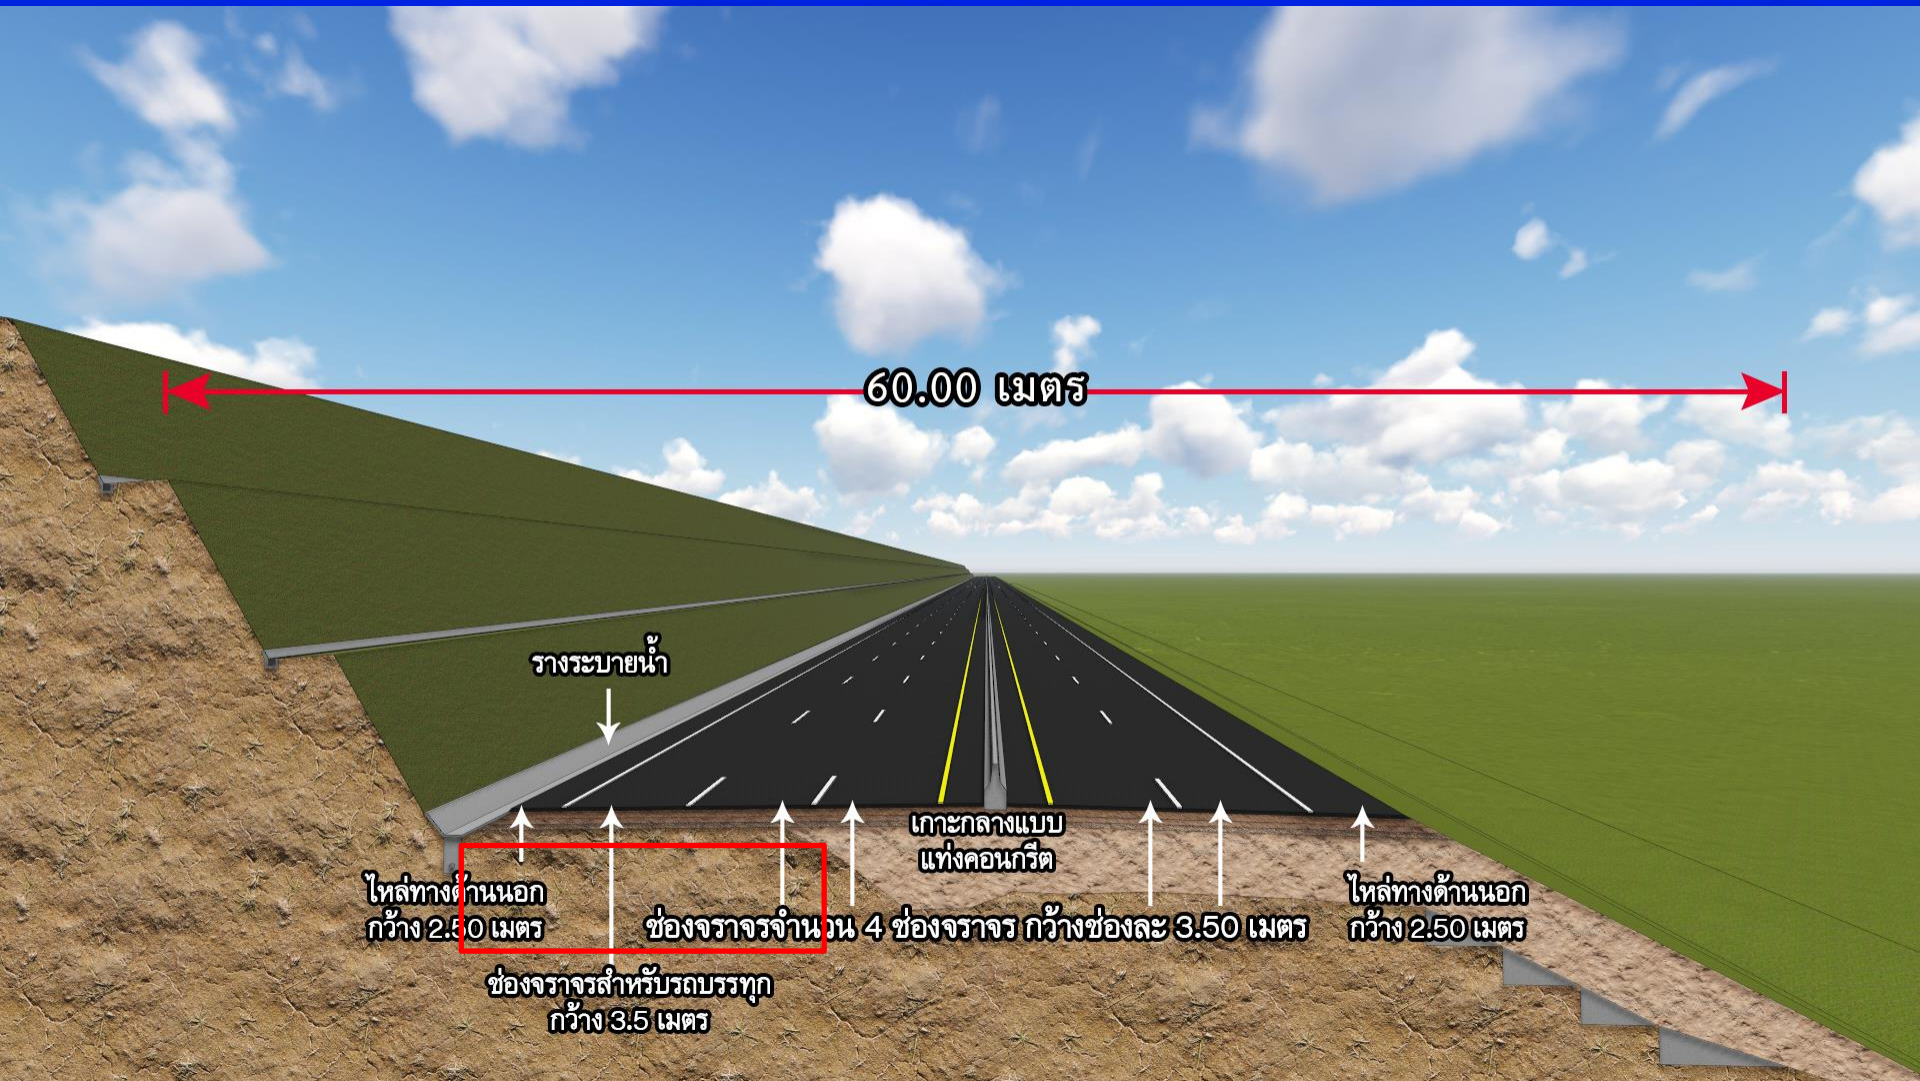 60.00 เมตร
รางระบายน้ำ
เกาะกลางแบบ
แท่งคอนกรีต
ไหล่ทางด้านนอก
กว้าง 2.50 เมตร
ช่องจราจรจำนวน 4 ช่องจราจร กว้างช่องละ 3.50 เมตร
ไหล่ทางด้านนอก
กว้าง 2.50 เมตร
ช่องจราจรสำหรับรถบรรทุก
กว้าง 3.5 เมตร